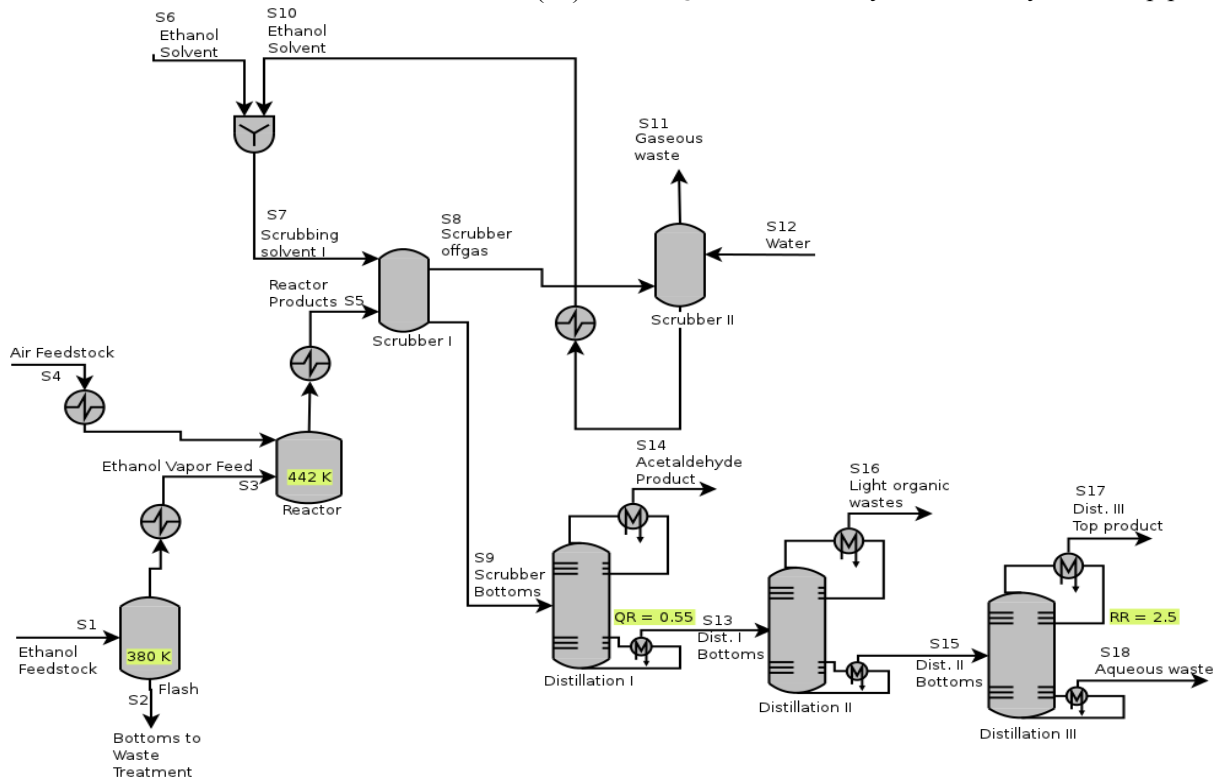 S6
Ethanol
Solvent
S10
Ethanol
Solvent
S11
Gaseous
waste
S7
Scrubbing
solvent I
S8
Scrubber
offgas
S12
Water
Reactor
Products S5
Scrubber I
Scrubber II
Air Feedstock
S4
Ethanol Vapor Feed
S3
442 K
Reactor
S14
Acetaldehyde
Product
S16
Light organic
wastes
S17
Dist. III
Top product
S9
Scrubber
Bottoms
S1
Ethanol
Feedstock
380 K
Flash
S2
Bottoms to
Waste
Treatment
QR = 0.55
S13
Dist. I
Bottoms
Distillation I
S15
Dist. II
Bottoms
Distillation II
RR = 2.5
S18
Aqueous waste
Distillation III